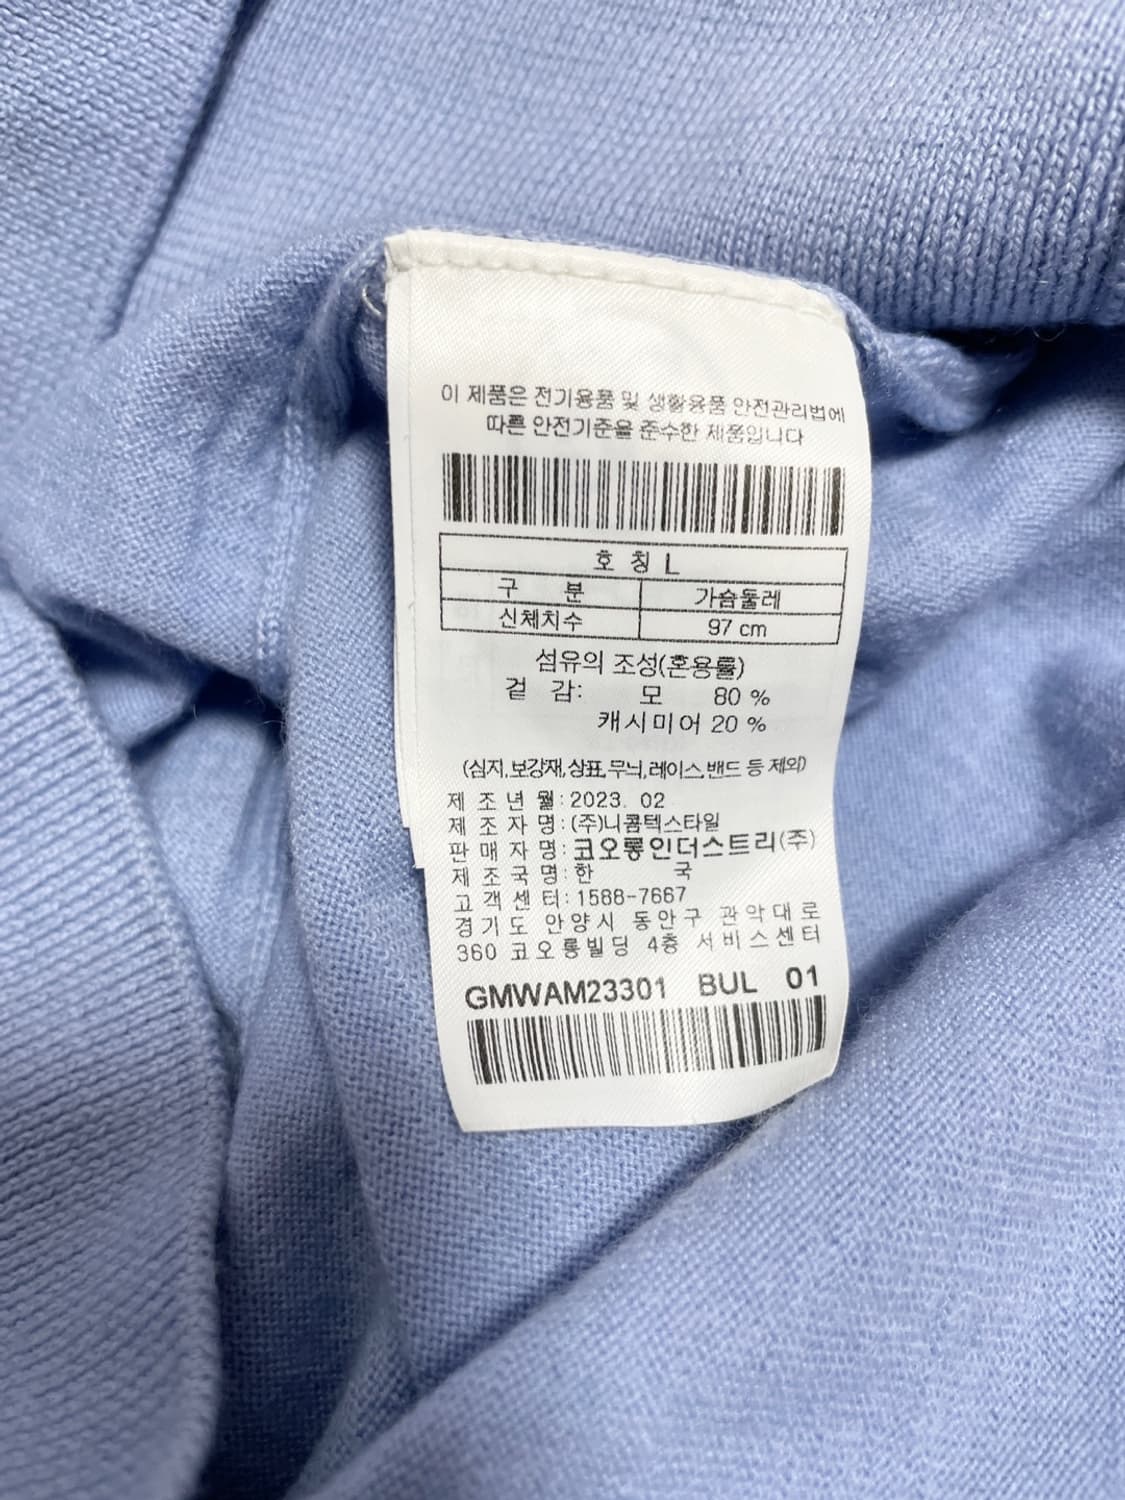 이 제품은 전기용품 및 생활용품 안전관리법에
따른 안전기준을 준수한 제품입니다
호 칭 L
구 분 가슴둘레
신체치수 97 cm
섬유의 조성(혼용률)
겉 감: 모 80 %
캐시미어 20 %
(심지,보강재,상표,무늬,레이스,밴드 등 제외)
제 조 년 월: 2023. 02
제 조 자 명: (주)니콤텍스타일
판 매 자 명: 코오롱인더스트리(주)
제 조 국 명: 한 국
고 객 센 터: 1588-7667
경기도 안양시 동안구 관악대로
360 코오롱빌딩 4층 서비스센터
GMWAM23301 BUL 01